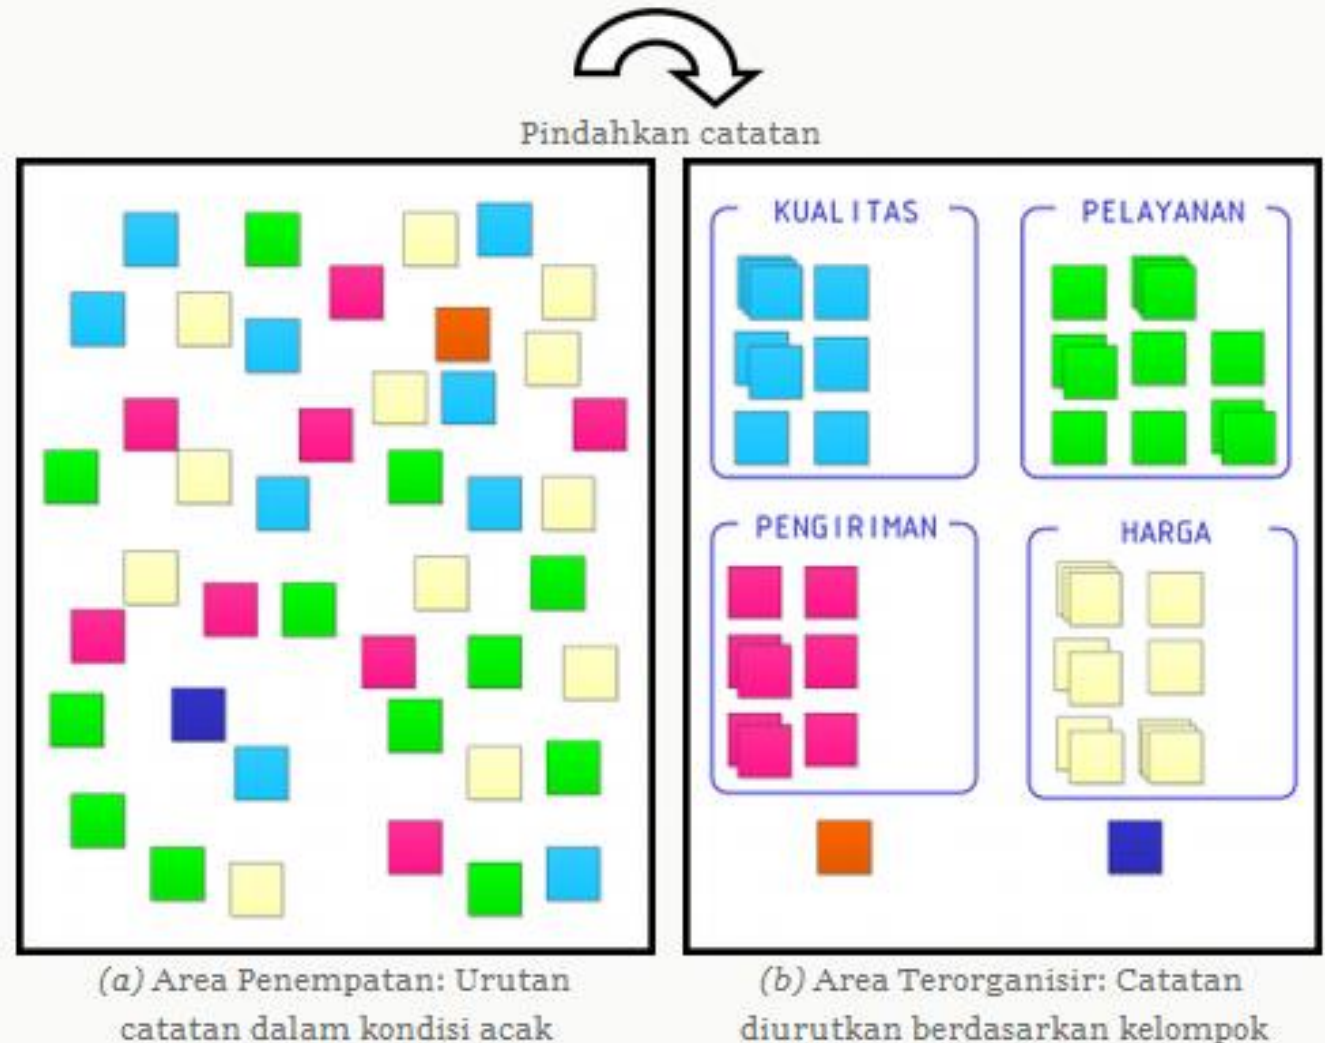 Pindahkan catatan
KUALITAS
PELAYANAN
PENGIRIMAN
HARGA
(a) Area Penempatan: Urutan
catatan dalam kondisi acak
(b) Area Terorganisir: Catatan
diurutkan berdasarkan kelompok